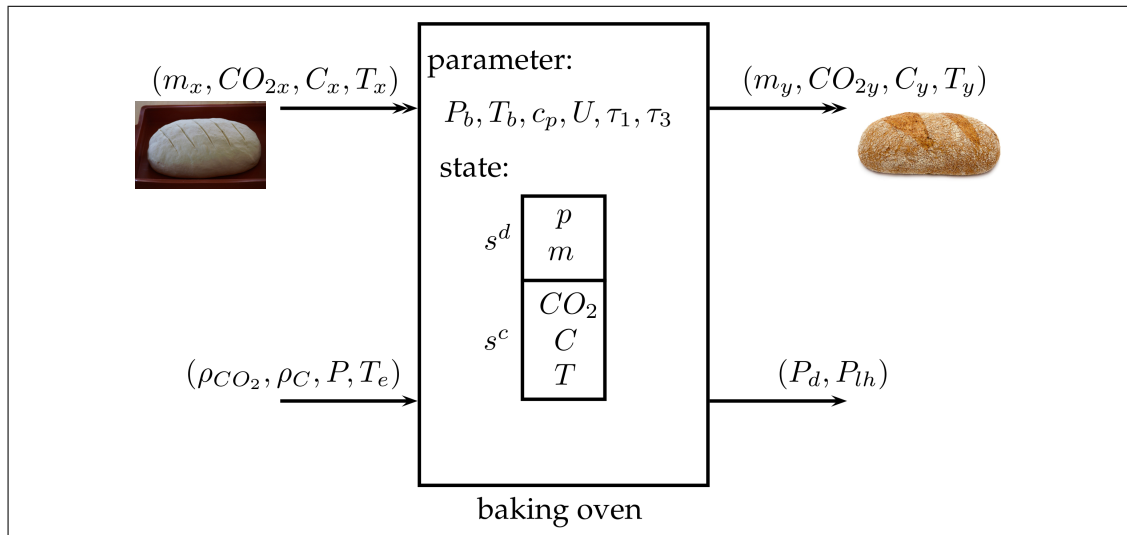 parameter:
(m_x, CO_{2x}, C_x, T_x)
(m_y, CO_{2y}, C_y, T_y)
P_b, T_b, c_p, U, τ_1, τ_3
state:
p
s^d
m
CO_2
s^c
C
(ρ_{CO_2}, ρ_C, P, T_e)
T
(P_d, P_{lh})
baking oven